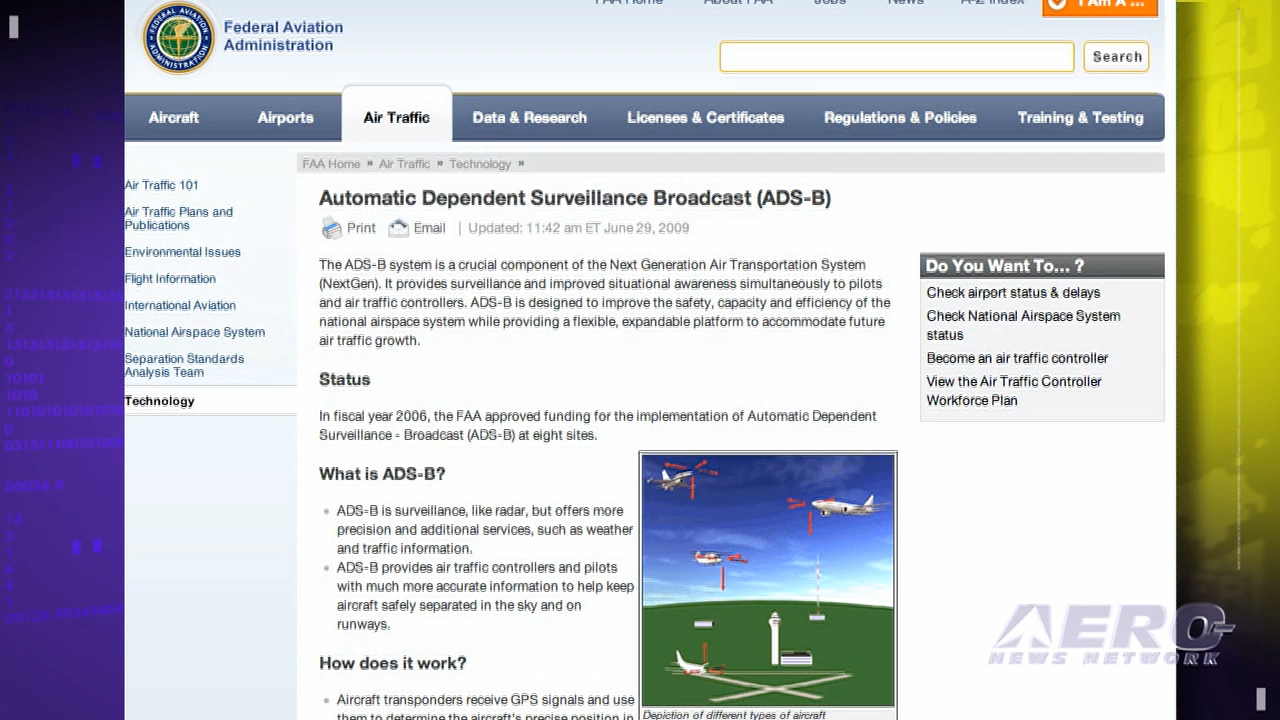 FAA Home About FAA Jobs News A-Z Index I Am A ...
FEDERAL AVIATION
ADMINISTRATION
Federal Aviation
Administration
Search
Aircraft Airports Air Traffic Data & Research Licenses & Certificates Regulations & Policies Training & Testing
FAA Home » Air Traffic » Technology »
Air Traffic 101
Air Traffic Plans and
Publications
Environmental Issues
Flight Information
International Aviation
National Airspace System
Separation Standards
Analysis Team
Technology
Automatic Dependent Surveillance Broadcast (ADS-B)
Print Email | Updated: 11:42 am ET June 29, 2009
The ADS-B system is a crucial component of the Next Generation Air Transportation System
(NextGen). It provides surveillance and improved situational awareness simultaneously to pilots
and air traffic controllers. ADS-B is designed to improve the safety, capacity and efficiency of the
national airspace system while providing a flexible, expandable platform to accommodate future
air traffic growth.
Status
In fiscal year 2006, the FAA approved funding for the implementation of Automatic Dependent
Surveillance - Broadcast (ADS-B) at eight sites.
What is ADS-B?
ADS-B is surveillance, like radar, but offers more
precision and additional services, such as weather
and traffic information.
ADS-B provides air traffic controllers and pilots
with much more accurate information to help keep
aircraft safely separated in the sky and on
runways.
How does it work?
Aircraft transponders receive GPS signals and use
them to determine the aircraft's precise position in
Depiction of different types of aircraft
Do You Want To... ?
Check airport status & delays
Check National Airspace System
status
Become an air traffic controller
View the Air Traffic Controller
Workforce Plan
AERO
NEWS NETWORK